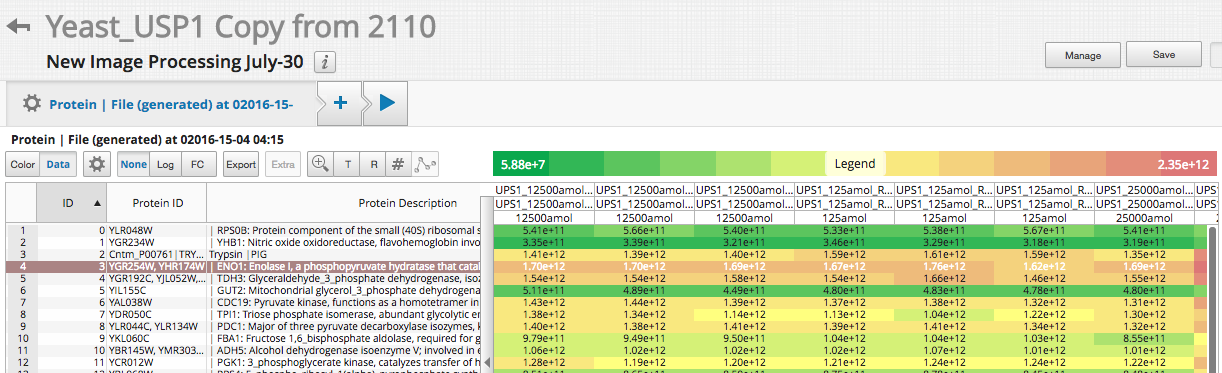 Yeast_USP1 Copy from 2110
New Image Processing July-30 i
Manage Save
Protein | File (generated) at 02016-15- +
Protein | File (generated) at 02016-15-04 04:15
Color Data None Log FC Export Extra T R # 5.88e+7 Legend 2.35e+12
UPS1_12500amol... UPS1_12500amol... UPS1_12500amol... UPS1_125amol_R... UPS1_125amol_R... UPS1_125amol_R... UPS1_25000amol...
ID Protein ID Protein Description UPS1_12500amol... UPS1_12500amol... UPS1_12500amol... UPS1_125amol_R... UPS1_125amol_R... UPS1_125amol_R... UPS1_25000amol...
12500amol 12500amol 12500amol 125amol 125amol 125amol 25000amol
1 0 YLR048W | RPS0B: Protein component of the small (40S) ribosomal s 5.41e+11 5.66e+11 5.40e+11 5.33e+11 5.38e+11 5.67e+11 5.41e+11
2 1 YGR234W | YHB1: Nitric oxide oxidoreductase, flavohemoglobin invo 3.35e+11 3.39e+11 3.21e+11 3.46e+11 3.29e+11 3.18e+11 3.19e+11
3 2 Cntm_P00761|TRY... Trypsin |PIG 1.41e+12 1.39e+12 1.40e+12 1.59e+12 1.61e+12 1.59e+12 1.35e+12
4 3 YGR254W, YHR174W | ENO1: Enolase I, a phosphopyruvate hydratase that catal 1.70e+12 1.70e+12 1.69e+12 1.67e+12 1.76e+12 1.62e+12 1.69e+12
5 4 YGR192C, YJL052W,... | TDH3: Glyceraldehyde_3_phosphate dehydrogenase, isoz 1.54e+12 1.54e+12 1.44e+12 1.58e+12 1.66e+12 1.46e+12 1.55e+12
6 5 YIL155C | GUT2: Mitochondrial glycerol_3_phosphate dehydrogena 5.11e+11 4.89e+11 4.49e+11 4.80e+11 4.83e+11 4.78e+11 4.80e+11
7 6 YAL038W | CDC19: Pyruvate kinase, functions as a homotetramer in 1.43e+12 1.44e+12 1.39e+12 1.37e+12 1.34e+12 1.32e+12 1.31e+12
8 7 YDR050C | TPI1: Triose phosphate isomerase, abundant glycolytic en 1.38e+12 1.34e+12 1.14e+12 1.13e+12 1.04e+12 1.22e+12 1.30e+12
9 8 YLR044C, YLR134W | PDC1: Major of three pyruvate decarboxylase isozymes, k 1.40e+12 1.38e+12 1.41e+12 1.34e+12 1.34e+12 1.34e+12 1.32e+12
10 9 YKL060C | FBA1: Fructose 1,6_bisphosphate aldolase, required for g 9.79e+11 9.49e+11 9.50e+11 1.04e+12 1.04e+12 1.03e+12 8.55e+11
11 10 YBR145W, YMR303... | ADH5: Alcohol dehydrogenase isoenzyme V; involved in e 1.06e+12 1.02e+12 1.02e+12 1.02e+12 1.07e+12 1.01e+12 1.01e+12
12 11 YCR012W | PGK1: 3_phosphoglycerate kinase, catalyzes transfer of h 1.28e+12 1.19e+12 1.20e+12 1.21e+12 1.24e+12 1.24e+12 1.22e+12